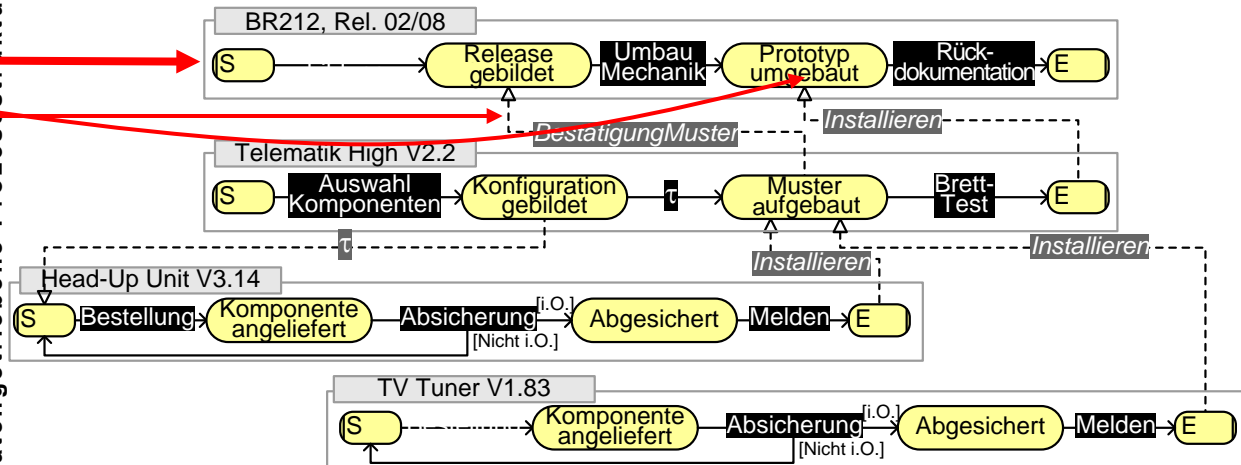 BR212, Rel. 02/08
S
Release
gebildet
Umbau
Mechanik
Prototyp
umgebaut
Rück-
dokumentation
E
BestätigungMuster
Installieren
Telematik High V2.2
S
Auswahl
Komponenten
Konfiguration
gebildet
τ
Muster
aufgebaut
Brett-
Test
E
τ
Installieren
Installieren
Head-Up Unit V3.14
S
Bestellung
Komponente
angeliefert
Absicherung
[i.O.]
[Nicht i.O.]
Abgesichert
Melden
E
TV Tuner V1.83
S
Komponente
angeliefert
Absicherung
[i.O.]
[Nicht i.O.]
Abgesichert
Melden
E